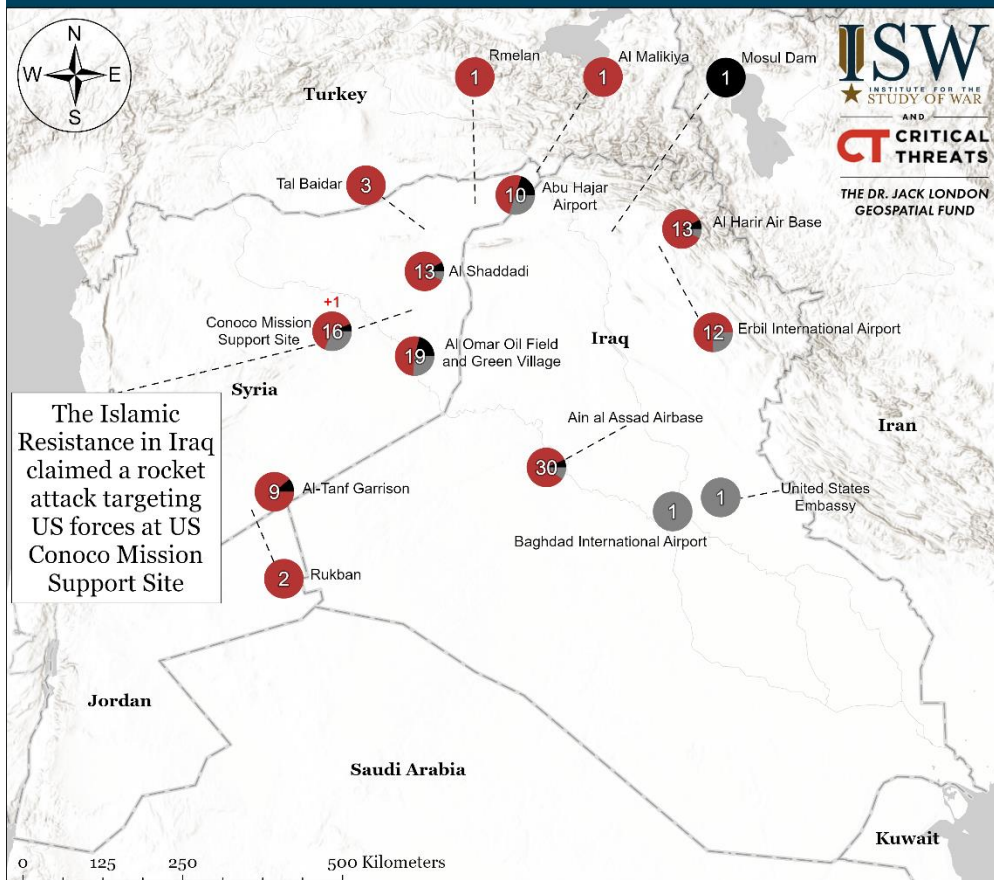 N
W
E
S
Rmelan
1
Al Malikiya
1
Mosul Dam
1
ISW
INSTITUTE FOR THE
STUDY OF WAR
AND
CT CRITICAL
THREATS
THE DR. JACK LONDON
GEOSPATIAL FUND
Turkey
Tal Baidar
3
10
Abu Hajar
Airport
Al Harir Air Base
13
13
Al Shaddadi
+1
Conoco Mission
Support Site
16
19
Al Omar Oil Field
and Green Village
Iraq
12
Erbil International Airport
Syria
Iran
The Islamic
Resistance in Iraq
claimed a rocket
attack targeting
US forces at US
Conoco Mission
Support Site
Ain al Assad Airbase
30
9
Al-Tanf Garrison
1
United States
Embassy
1
Baghdad International Airport
2
Rukban
Jordan
Saudi Arabia
Kuwait
0 125 250 500 Kilometers